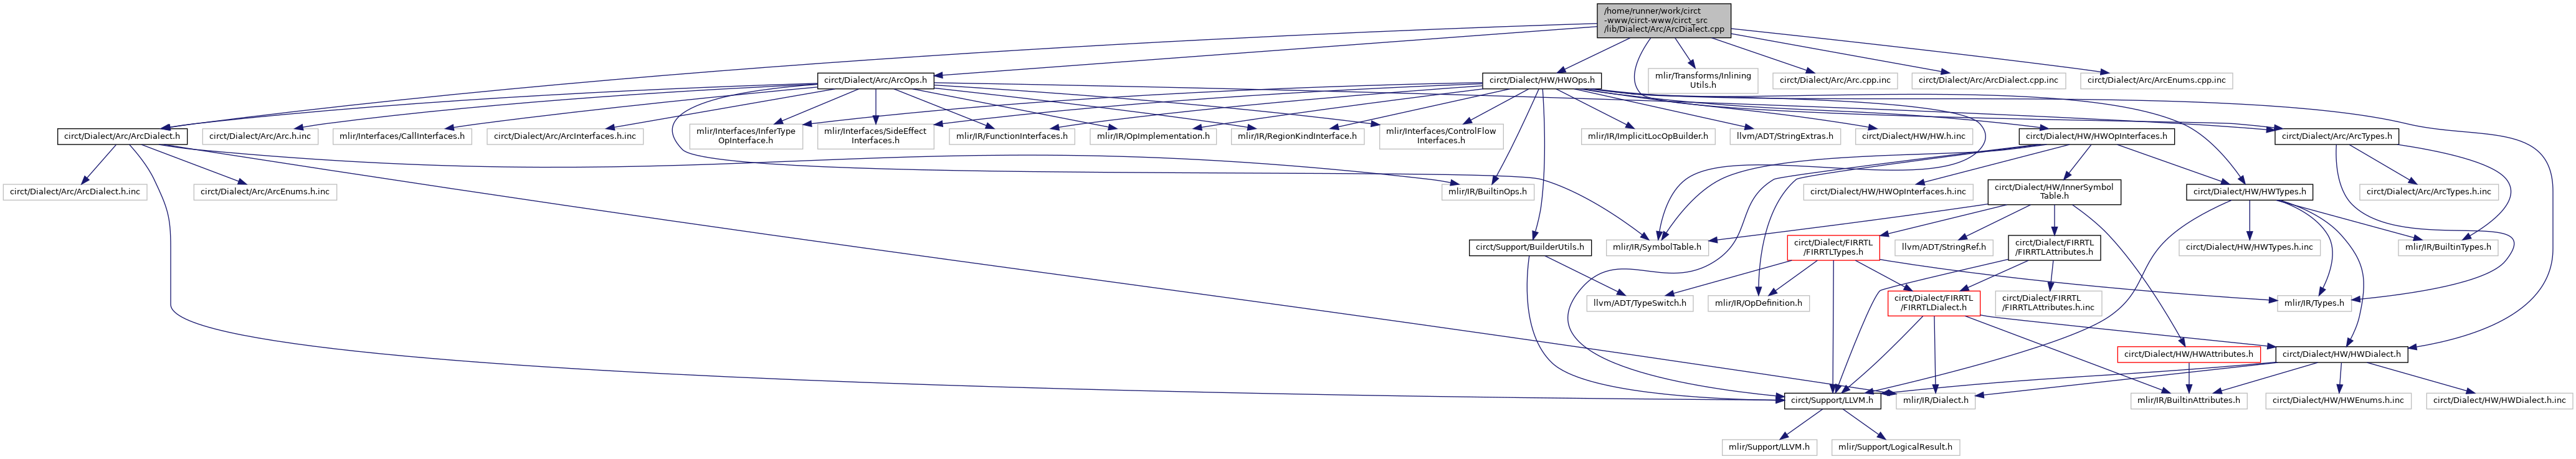 /home/runner/work/circt
-www/circt-www/circt_src
/lib/Dialect/Arc/ArcDialect.cpp
circt/Dialect/Arc/ArcOps.h
circt/Dialect/HW/HWOps.h
mlir/Transforms/Inlining
Utils.h
circt/Dialect/Arc/Arc.cpp.inc
circt/Dialect/Arc/ArcDialect.cpp.inc
circt/Dialect/Arc/ArcEnums.cpp.inc
circt/Dialect/Arc/ArcDialect.h
circt/Dialect/Arc/Arc.h.inc
mlir/Interfaces/CallInterfaces.h
circt/Dialect/Arc/ArcInterfaces.h.inc
mlir/Interfaces/InferType
OpInterface.h
mlir/Interfaces/SideEffect
Interfaces.h
mlir/IR/FunctionInterfaces.h
mlir/IR/OpImplementation.h
mlir/IR/RegionKindInterface.h
mlir/Interfaces/ControlFlow
Interfaces.h
mlir/IR/ImplicitLocOpBuilder.h
llvm/ADT/StringExtras.h
circt/Dialect/HW/HW.h.inc
circt/Dialect/HW/HWOpInterfaces.h
circt/Dialect/Arc/ArcTypes.h
circt/Dialect/Arc/ArcDialect.h.inc
circt/Dialect/Arc/ArcEnums.h.inc
mlir/IR/BuiltinOps.h
circt/Dialect/HW/HWOpInterfaces.h.inc
circt/Dialect/HW/InnerSymbol
Table.h
circt/Dialect/HW/HWTypes.h
circt/Dialect/Arc/ArcTypes.h.inc
circt/Support/BuilderUtils.h
mlir/IR/SymbolTable.h
circt/Dialect/FIRRTL
/FIRRTLTypes.h
llvm/ADT/StringRef.h
circt/Dialect/FIRRTL
/FIRRTLAttributes.h
circt/Dialect/HW/HWTypes.h.inc
mlir/IR/BuiltinTypes.h
llvm/ADT/TypeSwitch.h
mlir/IR/OpDefinition.h
circt/Dialect/FIRRTL
/FIRRTLDialect.h
circt/Dialect/FIRRTL
/FIRRTLAttributes.h.inc
mlir/IR/Types.h
circt/Dialect/HW/HWAttributes.h
circt/Dialect/HW/HWDialect.h
circt/Support/LLVM.h
mlir/IR/Dialect.h
mlir/IR/BuiltinAttributes.h
circt/Dialect/HW/HWEnums.h.inc
circt/Dialect/HW/HWDialect.h.inc
mlir/Support/LLVM.h
mlir/Support/LogicalResult.h